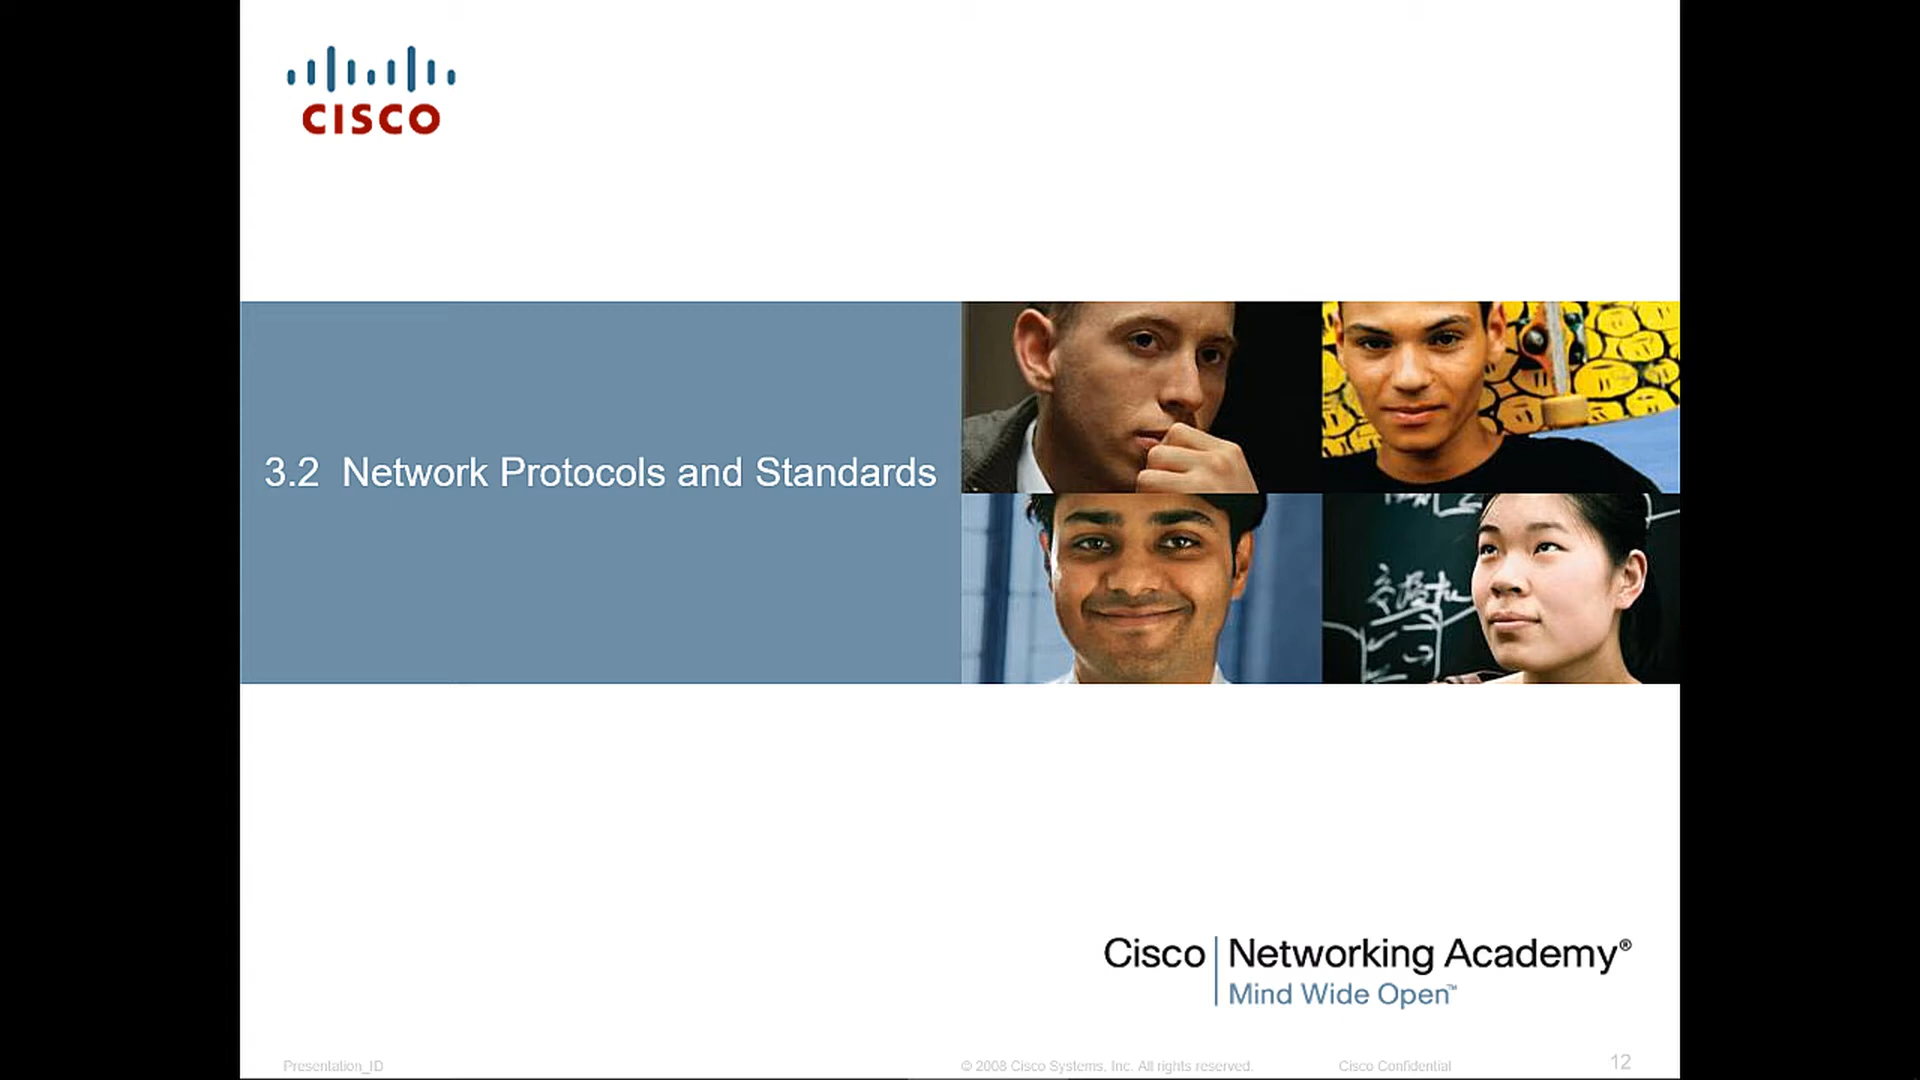 CISCO
3.2 Network Protocols and Standards
Cisco Networking Academy®
Mind Wide Open™
Presentation_ID
© 2008 Cisco Systems, Inc. All rights reserved.
Cisco Confidential
12